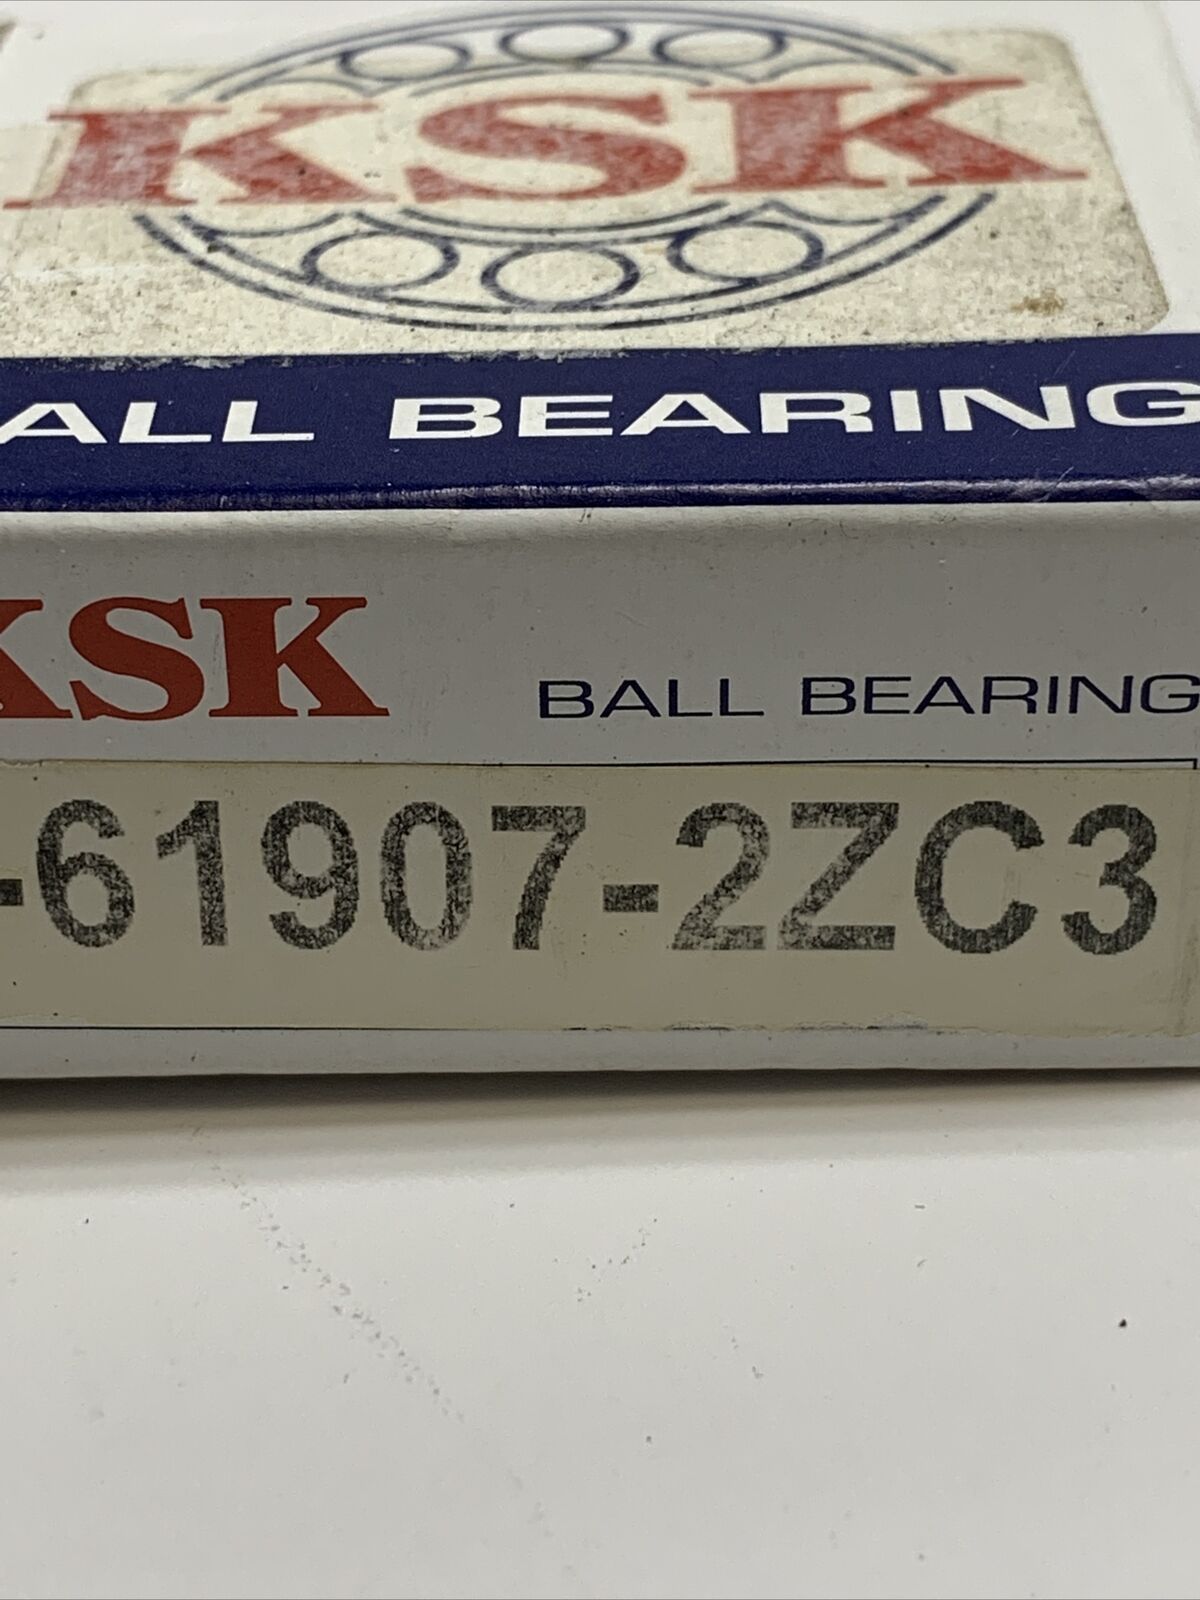 KSK
ALL BEARING
KSK BALL BEARING
-61907-2ZC3